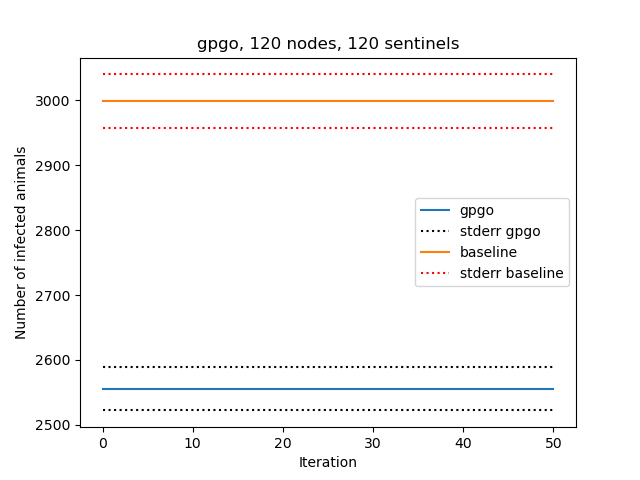 gpgo, 120 nodes, 120 sentinels
3000
2900
2800
2700
2600
2500
Number of infected animals
gpgo
stderr gpgo
baseline
stderr baseline
0 10 20 30 40 50
Iteration